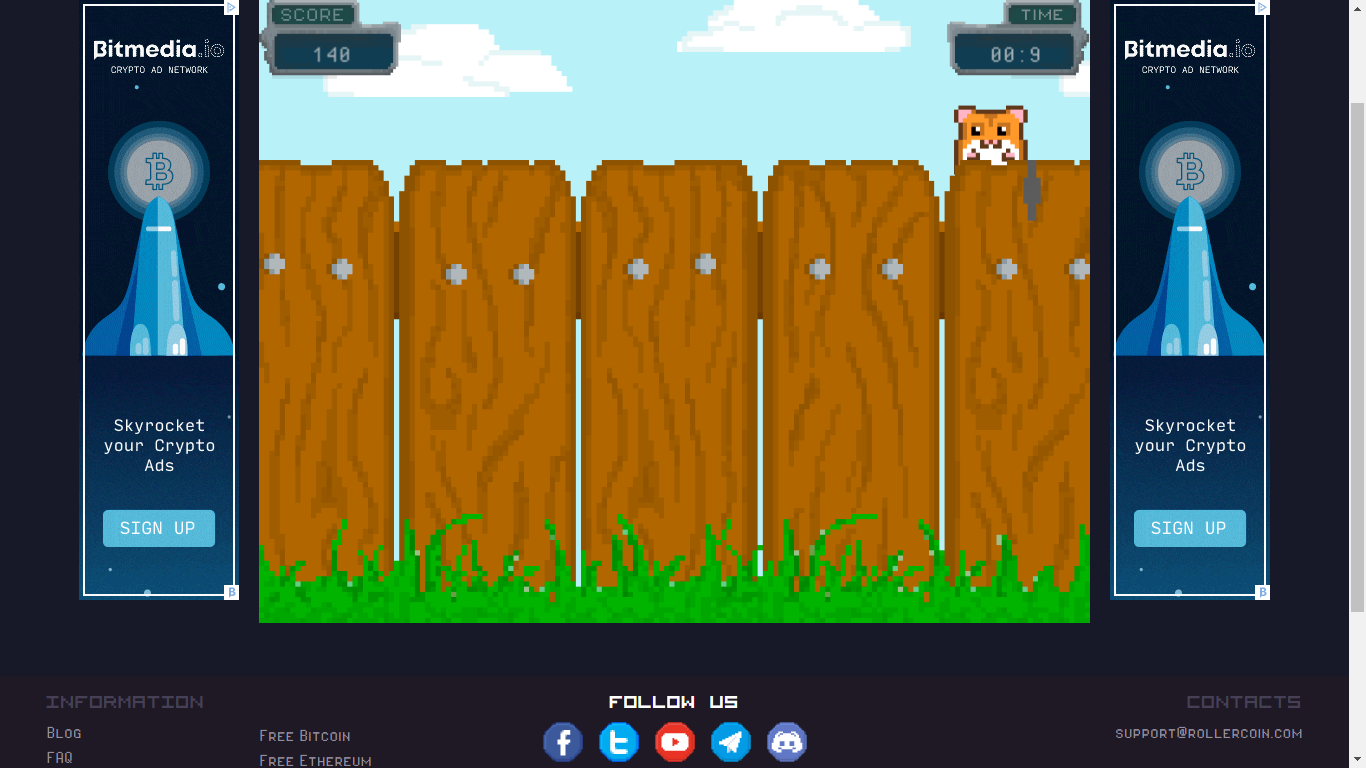 SCORE
140
TIME
00:9
Bitmedia.io
CRYPTO AD NETWORK
Skyrocket
your Crypto
Ads
SIGN UP
Bitmedia.io
CRYPTO AD NETWORK
Skyrocket
your Crypto
Ads
SIGN UP
INFORMATION
Blog
FAQ
Free Bitcoin
Free Ethereum
FOLLOW US
CONTACTS
support@rollercoin.com